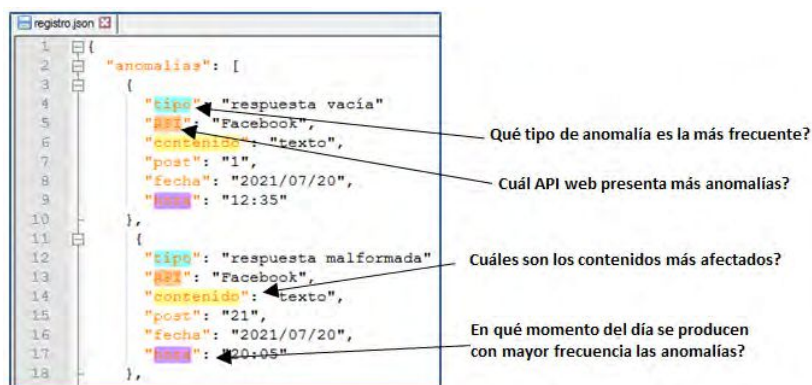 registro.json
1 {
2 "anomalias": [
3 {
4 "tipo": "respuesta vacía"
5 "API": "Facebook",
6 "contenido": "texto",
7 "post": "1",
8 "fecha": "2021/07/20",
9 "hora": "12:35"
10 },
11 {
12 "tipo": "respuesta malformada"
13 "API": "Facebook",
14 "contenido": "texto",
15 "post": "21",
16 "fecha": "2021/07/20",
17 "hora": "20:05"
18 },
Qué tipo de anomalía es la más frecuente?
Cuál API web presenta más anomalías?
Cuáles son los contenidos más afectados?
En qué momento del día se producen
con mayor frecuencia las anomalías?